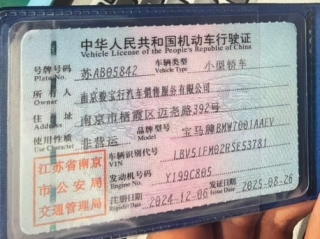 中华人民共和国机动车行驶证
Vehicle License of the People's Republic of China
号牌号码 苏AB05842 车辆类型 小型轿车
Plate No. Vehicle Type
所有人 南京骏宝行汽车销售服务有限公司
Owner
住址 南京市栖霞区迈尧路392号
使用性质 非营运 品牌型号 宝马牌BMW7001AAEV
Use Character
车辆识别代号 LBV51FM02RSE53781
VIN
发动机号码 Y199C805
Engine No.
注册日期 2024-12-06 发证日期 2025-08-26
Register Date Issue Date
江苏省南京
市公安局
交通管理局